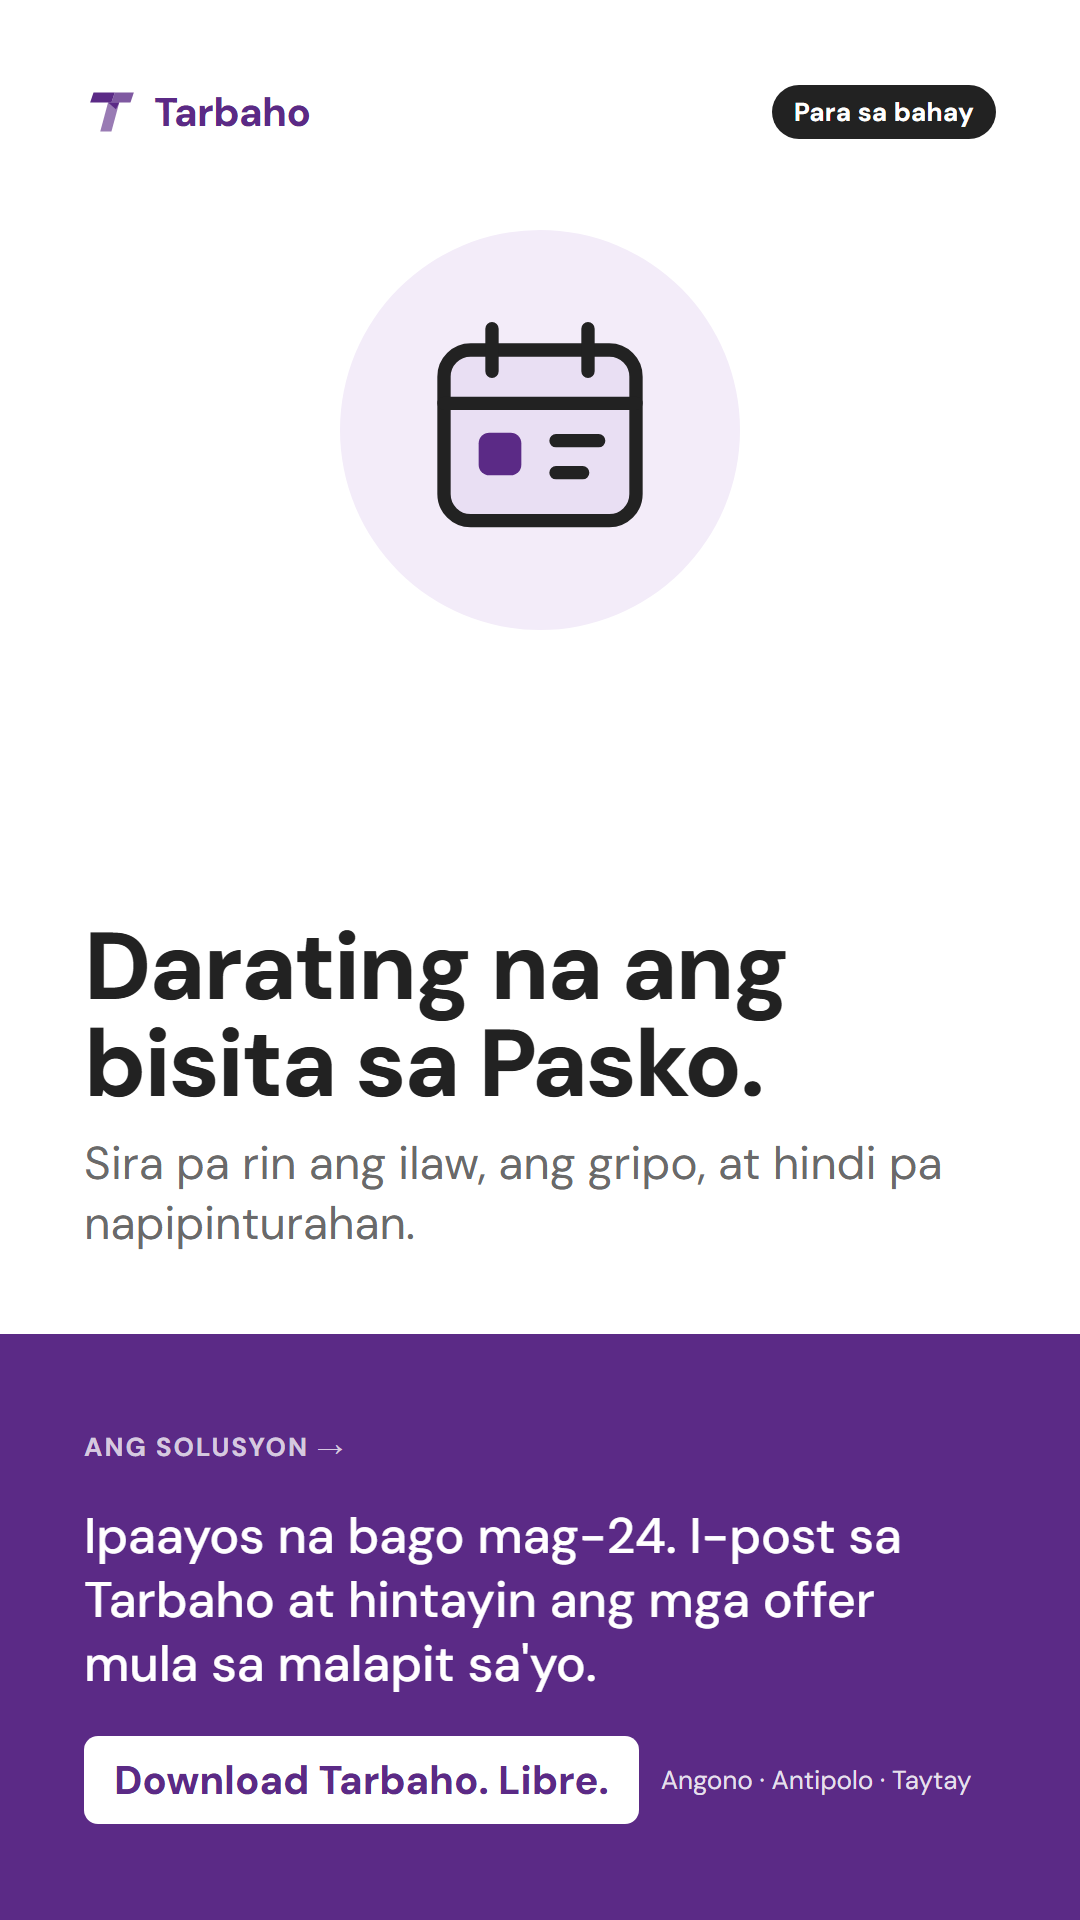 Tarbaho
Para sa bahay
Darating na ang
bisita sa Pasko.
Sira pa rin ang ilaw, ang gripo, at hindi pa
napipinturahan.
ANG SOLUSYON →
Ipaayos na bago mag-24. I-post sa
Tarbaho at hintayin ang mga offer
mula sa malapit sa'yo.
Download Tarbaho. Libre.
Angono · Antipolo · Taytay